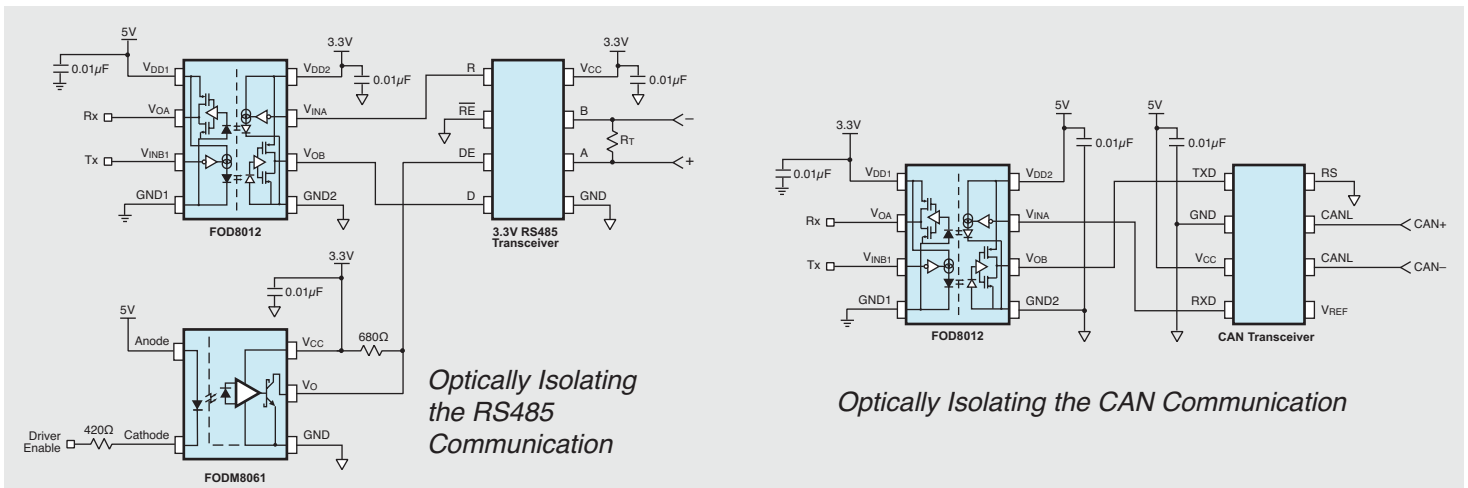 5V
0.01µF
3.3V
0.01µF
VDD1
VDD2
Rx
VOA
VINA
Tx
VINB1
VOB
GND1
GND2
FOD8012
3.3V
0.01µF
R
VCC
RE
B
–
RT
DE
A
+
D
GND
3.3V RS485
Transceiver
3.3V
0.01µF
5V
680Ω
Anode
VCC
VO
Driver
Enable
420Ω
Cathode
GND
FODM8061
Optically Isolating
the RS485
Communication
3.3V
0.01µF
5V
0.01µF
5V
0.01µF
VDD1
VDD2
Rx
VOA
VINA
Tx
VINB1
VOB
GND1
GND2
FOD8012
TXD
RS
GND
CANL
CAN+
VCC
CANL
CAN–
RXD
VREF
CAN Transceiver
Optically Isolating the CAN Communication